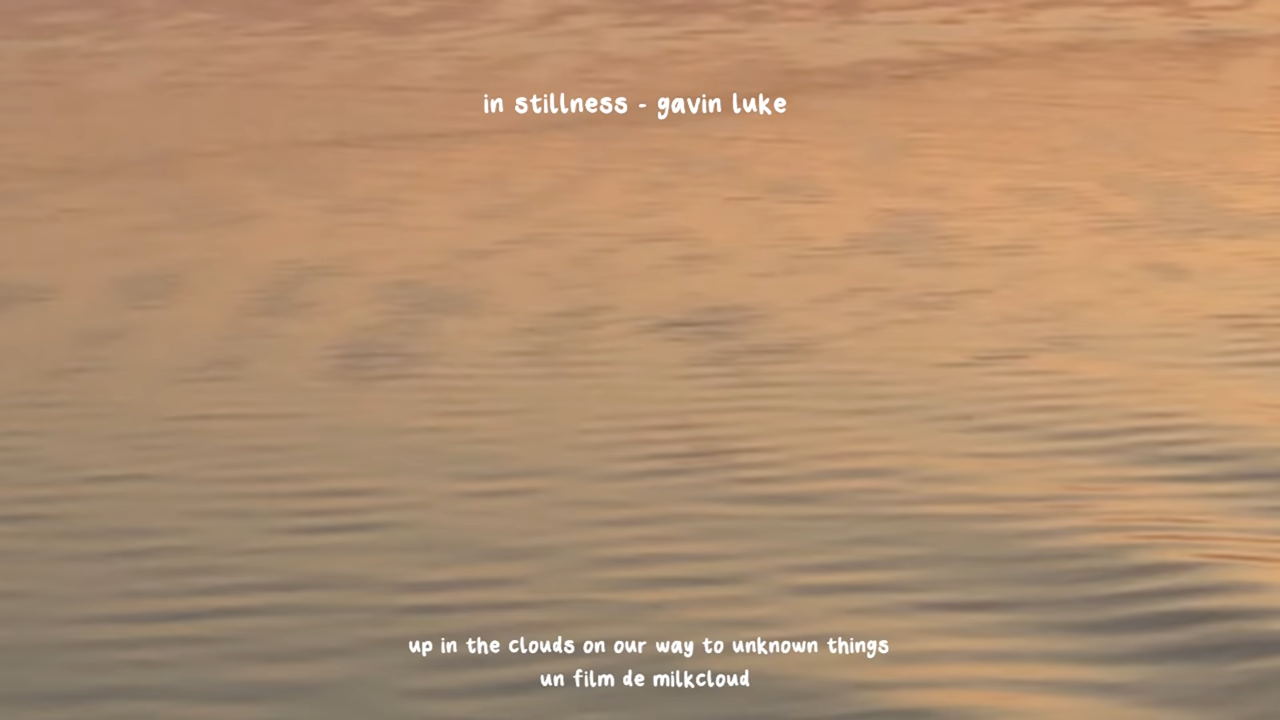 in stillness - gavin luke
up in the clouds on our way to unknown things
un film de milkcloud